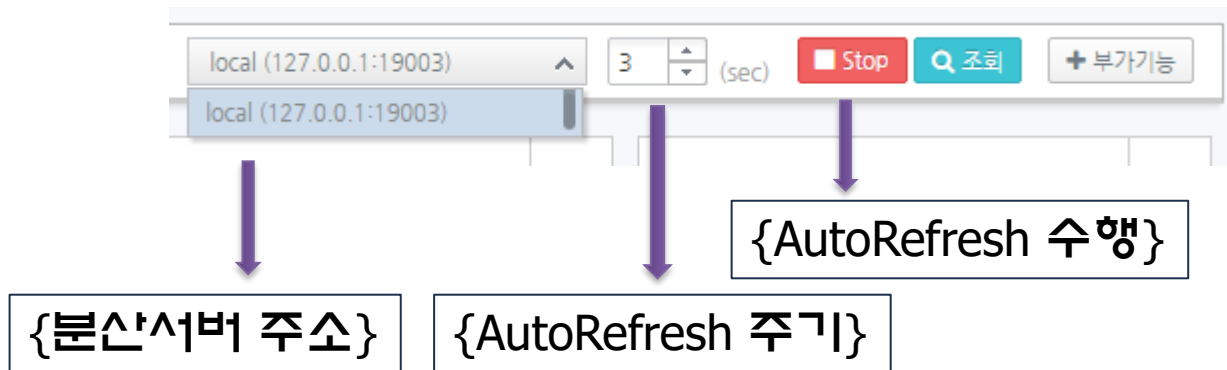 local (127.0.0.1:19003) 3 (sec) Stop 조회 부가기능
local (127.0.0.1:19003)
{AutoRefresh 수행}
{분산서버 주소} {AutoRefresh 주기}